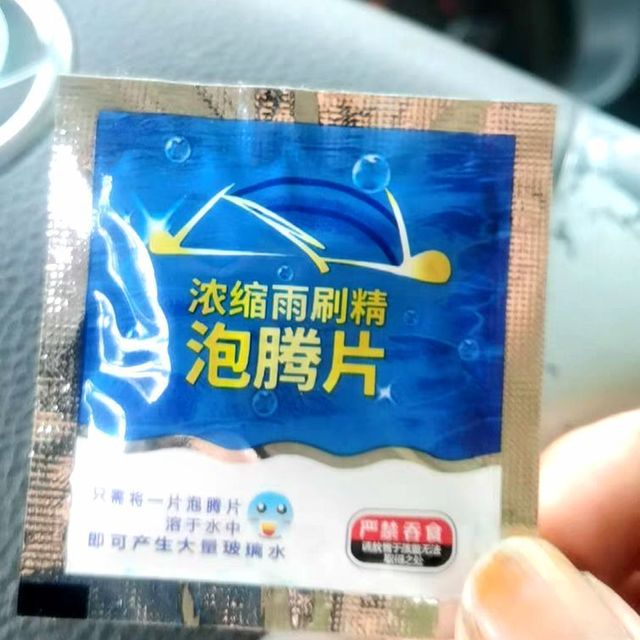 浓缩雨刷精
泡腾片
只需将一片泡腾片
溶于水中
即可产生大量玻璃水
严禁吞食